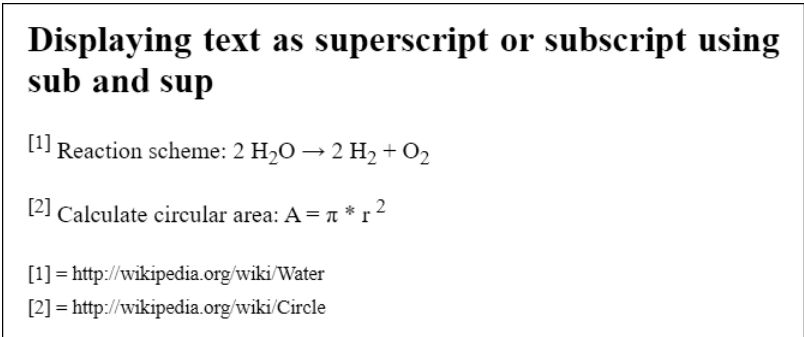 Displaying text as superscript or subscript using
sub and sup
[1] Reaction scheme: 2 H₂O → 2 H₂ + O₂
[2] Calculate circular area: A = π * r ²
[1] = http://wikipedia.org/wiki/Water
[2] = http://wikipedia.org/wiki/Circle